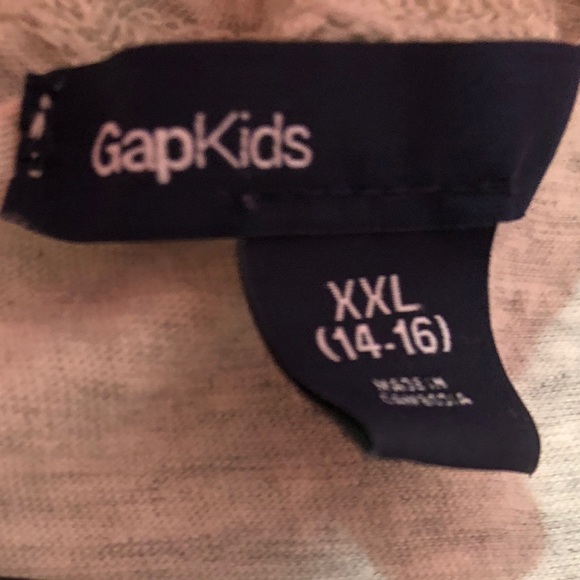 GapKids
XXL
(14-16)
MADE IN
CAMBODIA